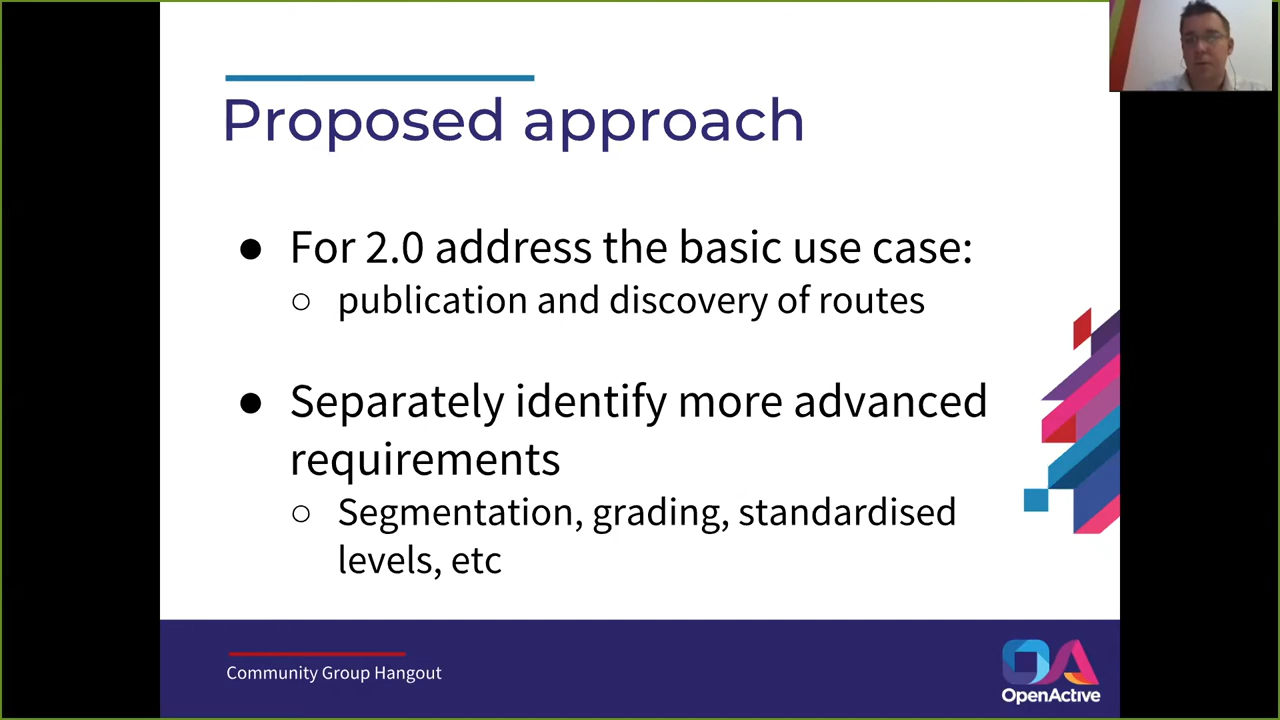 Proposed approach
● For 2.0 address the basic use case:
○ publication and discovery of routes
● Separately identify more advanced
requirements
○ Segmentation, grading, standardised
levels, etc
Community Group Hangout
OA
OpenActive